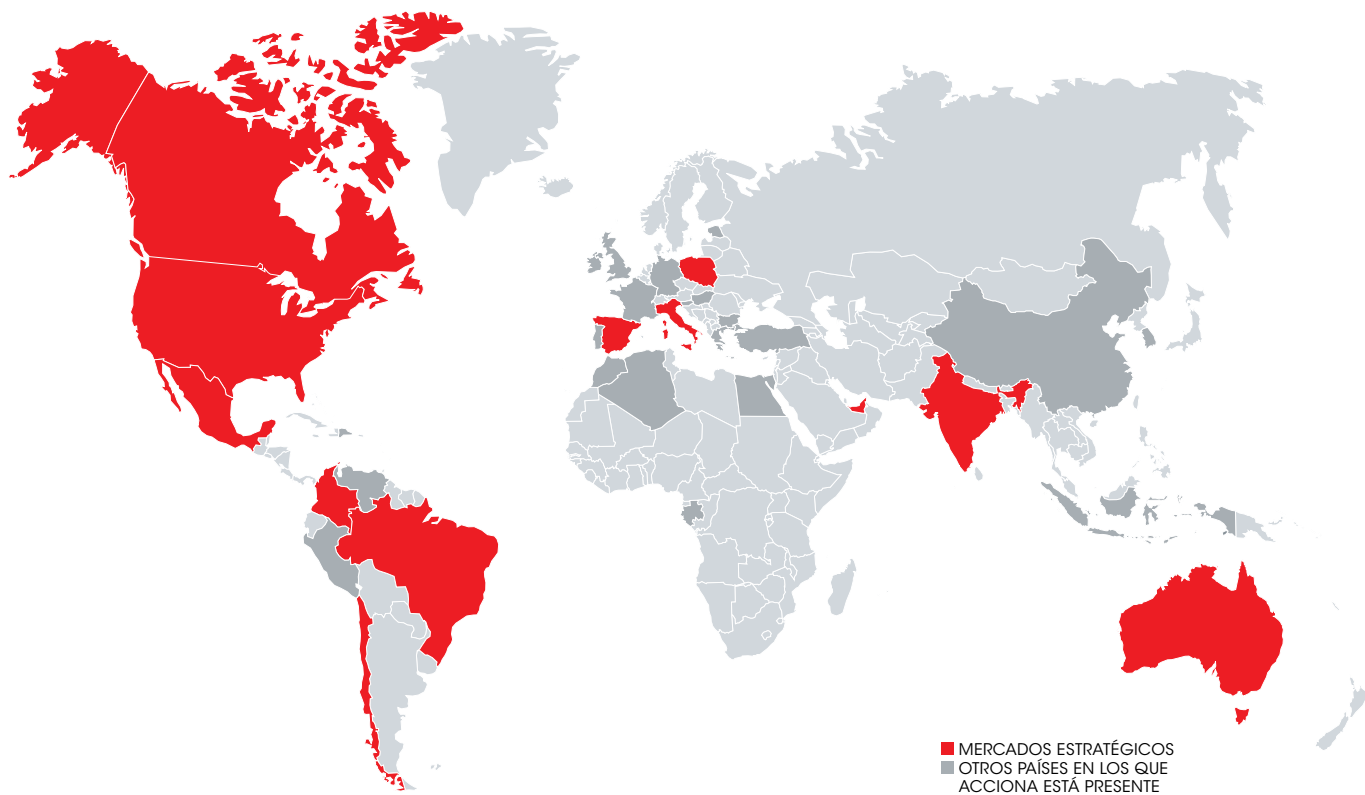 MERCADOS ESTRATÉGICOS
OTROS PAÍSES EN LOS QUE
ACCIONA ESTÁ PRESENTE